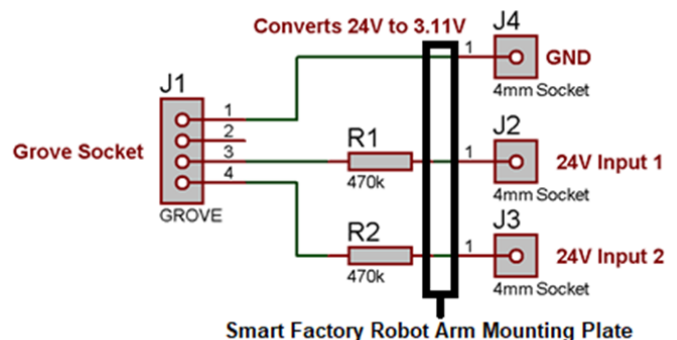 Converts 24V to 3.11V
J4
1
GND
4mm Socket
J1
1
2
3
4
Grove Socket
GROVE
R1
470k
J2
1
24V Input 1
4mm Socket
R2
470k
J3
1
24V Input 2
4mm Socket
Smart Factory Robot Arm Mounting Plate